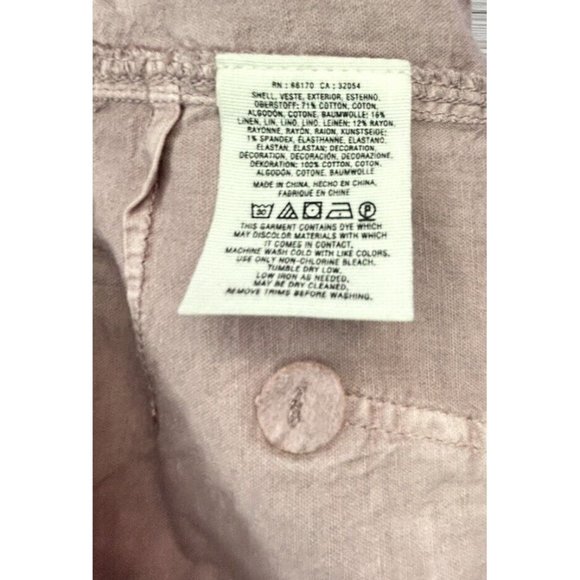 RN : 66170 CA : 32054
SHELL, VESTE, EXTERIOR, ESTERNO,
OBERSTOFF: 71% COTTON, COTON,
ALGODÓN, COTONE, BAUMWOLLE: 16%
LINEN, LIN, LINO, LINO, LEINEN: 12% RAYON,
RAYONNE, RAYÓN, RAION, KUNSTSEIGE:
1% SPANDEX, ÉLASTHANNE, ELASTANO,
ELASTAN, ELASTAN; DECORATION,
DÉCORATION, DECORACIÓN, DECORAZIONE,
DEKORATION: 100% COTTON, COTON,
ALGODÓN, COTONE, BAUMWOLLE
MADE IN CHINA, HECHO EN CHINA,
FABRIQUÉ EN CHINE
30
THIS GARMENT CONTAINS DYE WHICH
MAY DISCOLOR MATERIALS WITH WHICH
IT COMES IN CONTACT.
MACHINE WASH COLD WITH LIKE COLORS.
USE ONLY NON-CHLORINE BLEACH.
TUMBLE DRY LOW.
LOW IRON AS NEEDED.
MAY BE DRY CLEANED.
REMOVE TRIMS BEFORE WASHING.